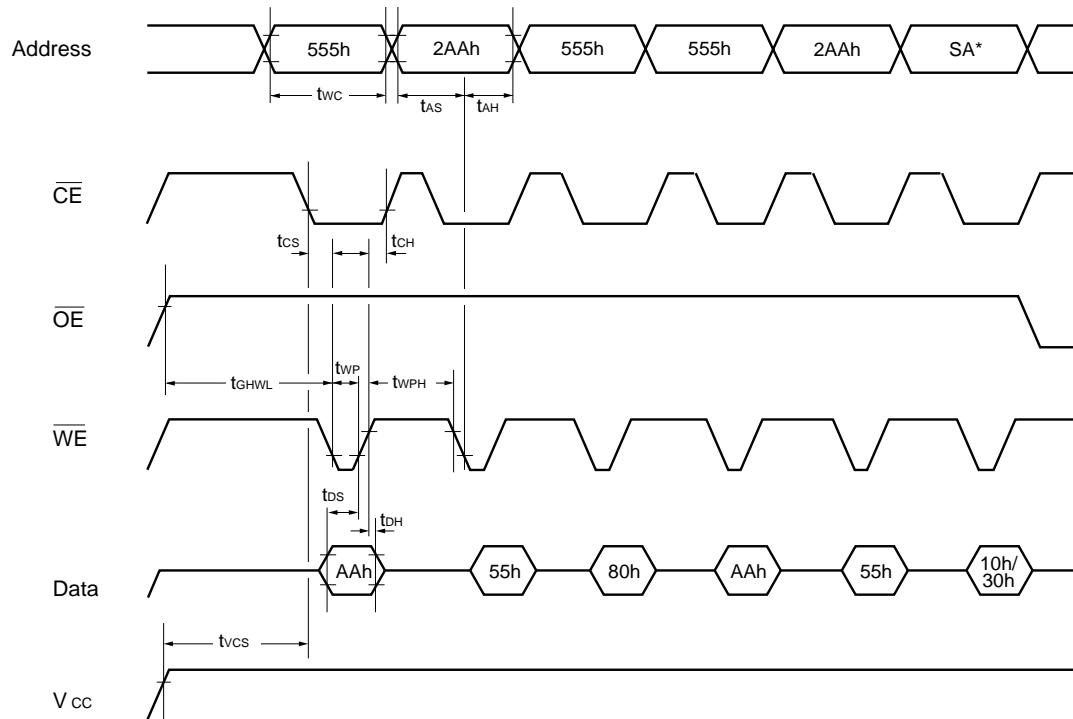 Address
555h 2AAh 555h 555h 2AAh SA*
tWC tAS tAH
CE
tCS tCH
OE
tGHWL tWP tWPH
WE
tDS tDH
Data
AAh 55h 80h AAh 55h 10h/
30h
tVCS
VCC